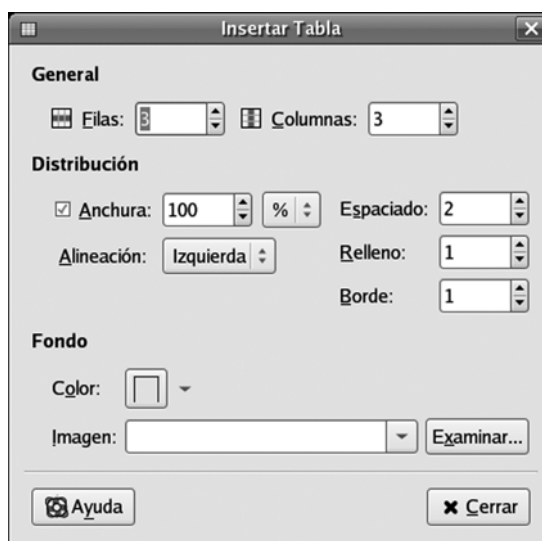 Insertar Tabla
General
Filas: 3 Columnas: 3
Distribución
Anchura: 100 % Espaciado: 2
Alineación: Izquierda Relleno: 1
Borde: 1
Fondo
Color:
Imagen: Examinar...
Ayuda Cerrar